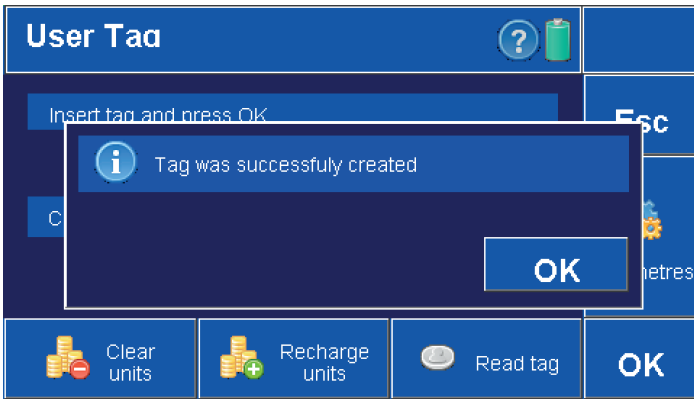 User Tag
?
Insert tag and press OK
Esc
i
Tag was successfuly created
C
OK
etres
Clear
units
Recharge
units
Read tag
OK